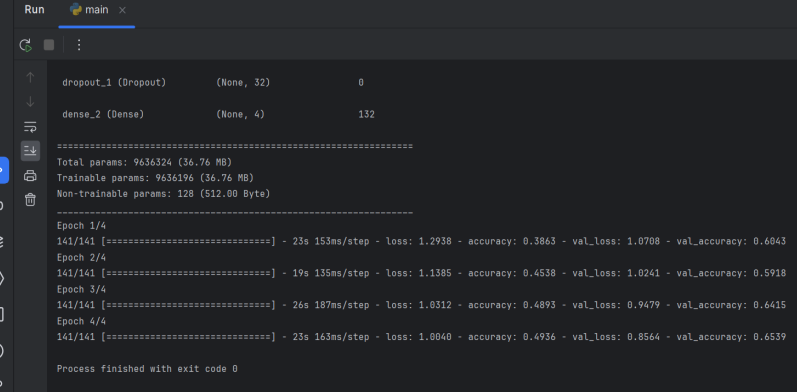 Run main
dropout_1 (Dropout) (None, 32) 0
dense_2 (Dense) (None, 4) 132
=================================================================
Total params: 9636324 (36.76 MB)
Trainable params: 9636196 (36.76 MB)
Non-trainable params: 128 (512.00 Byte)
_________________________________________________________________
Epoch 1/4
141/141 [==============================] - 23s 153ms/step - loss: 1.2938 - accuracy: 0.3863 - val_loss: 1.0708 - val_accuracy: 0.6043
Epoch 2/4
141/141 [==============================] - 19s 135ms/step - loss: 1.1385 - accuracy: 0.4538 - val_loss: 1.0241 - val_accuracy: 0.5918
Epoch 3/4
141/141 [==============================] - 26s 187ms/step - loss: 1.0312 - accuracy: 0.4893 - val_loss: 0.9479 - val_accuracy: 0.6415
Epoch 4/4
141/141 [==============================] - 23s 163ms/step - loss: 1.0040 - accuracy: 0.4936 - val_loss: 0.8564 - val_accuracy: 0.6539
Process finished with exit code 0